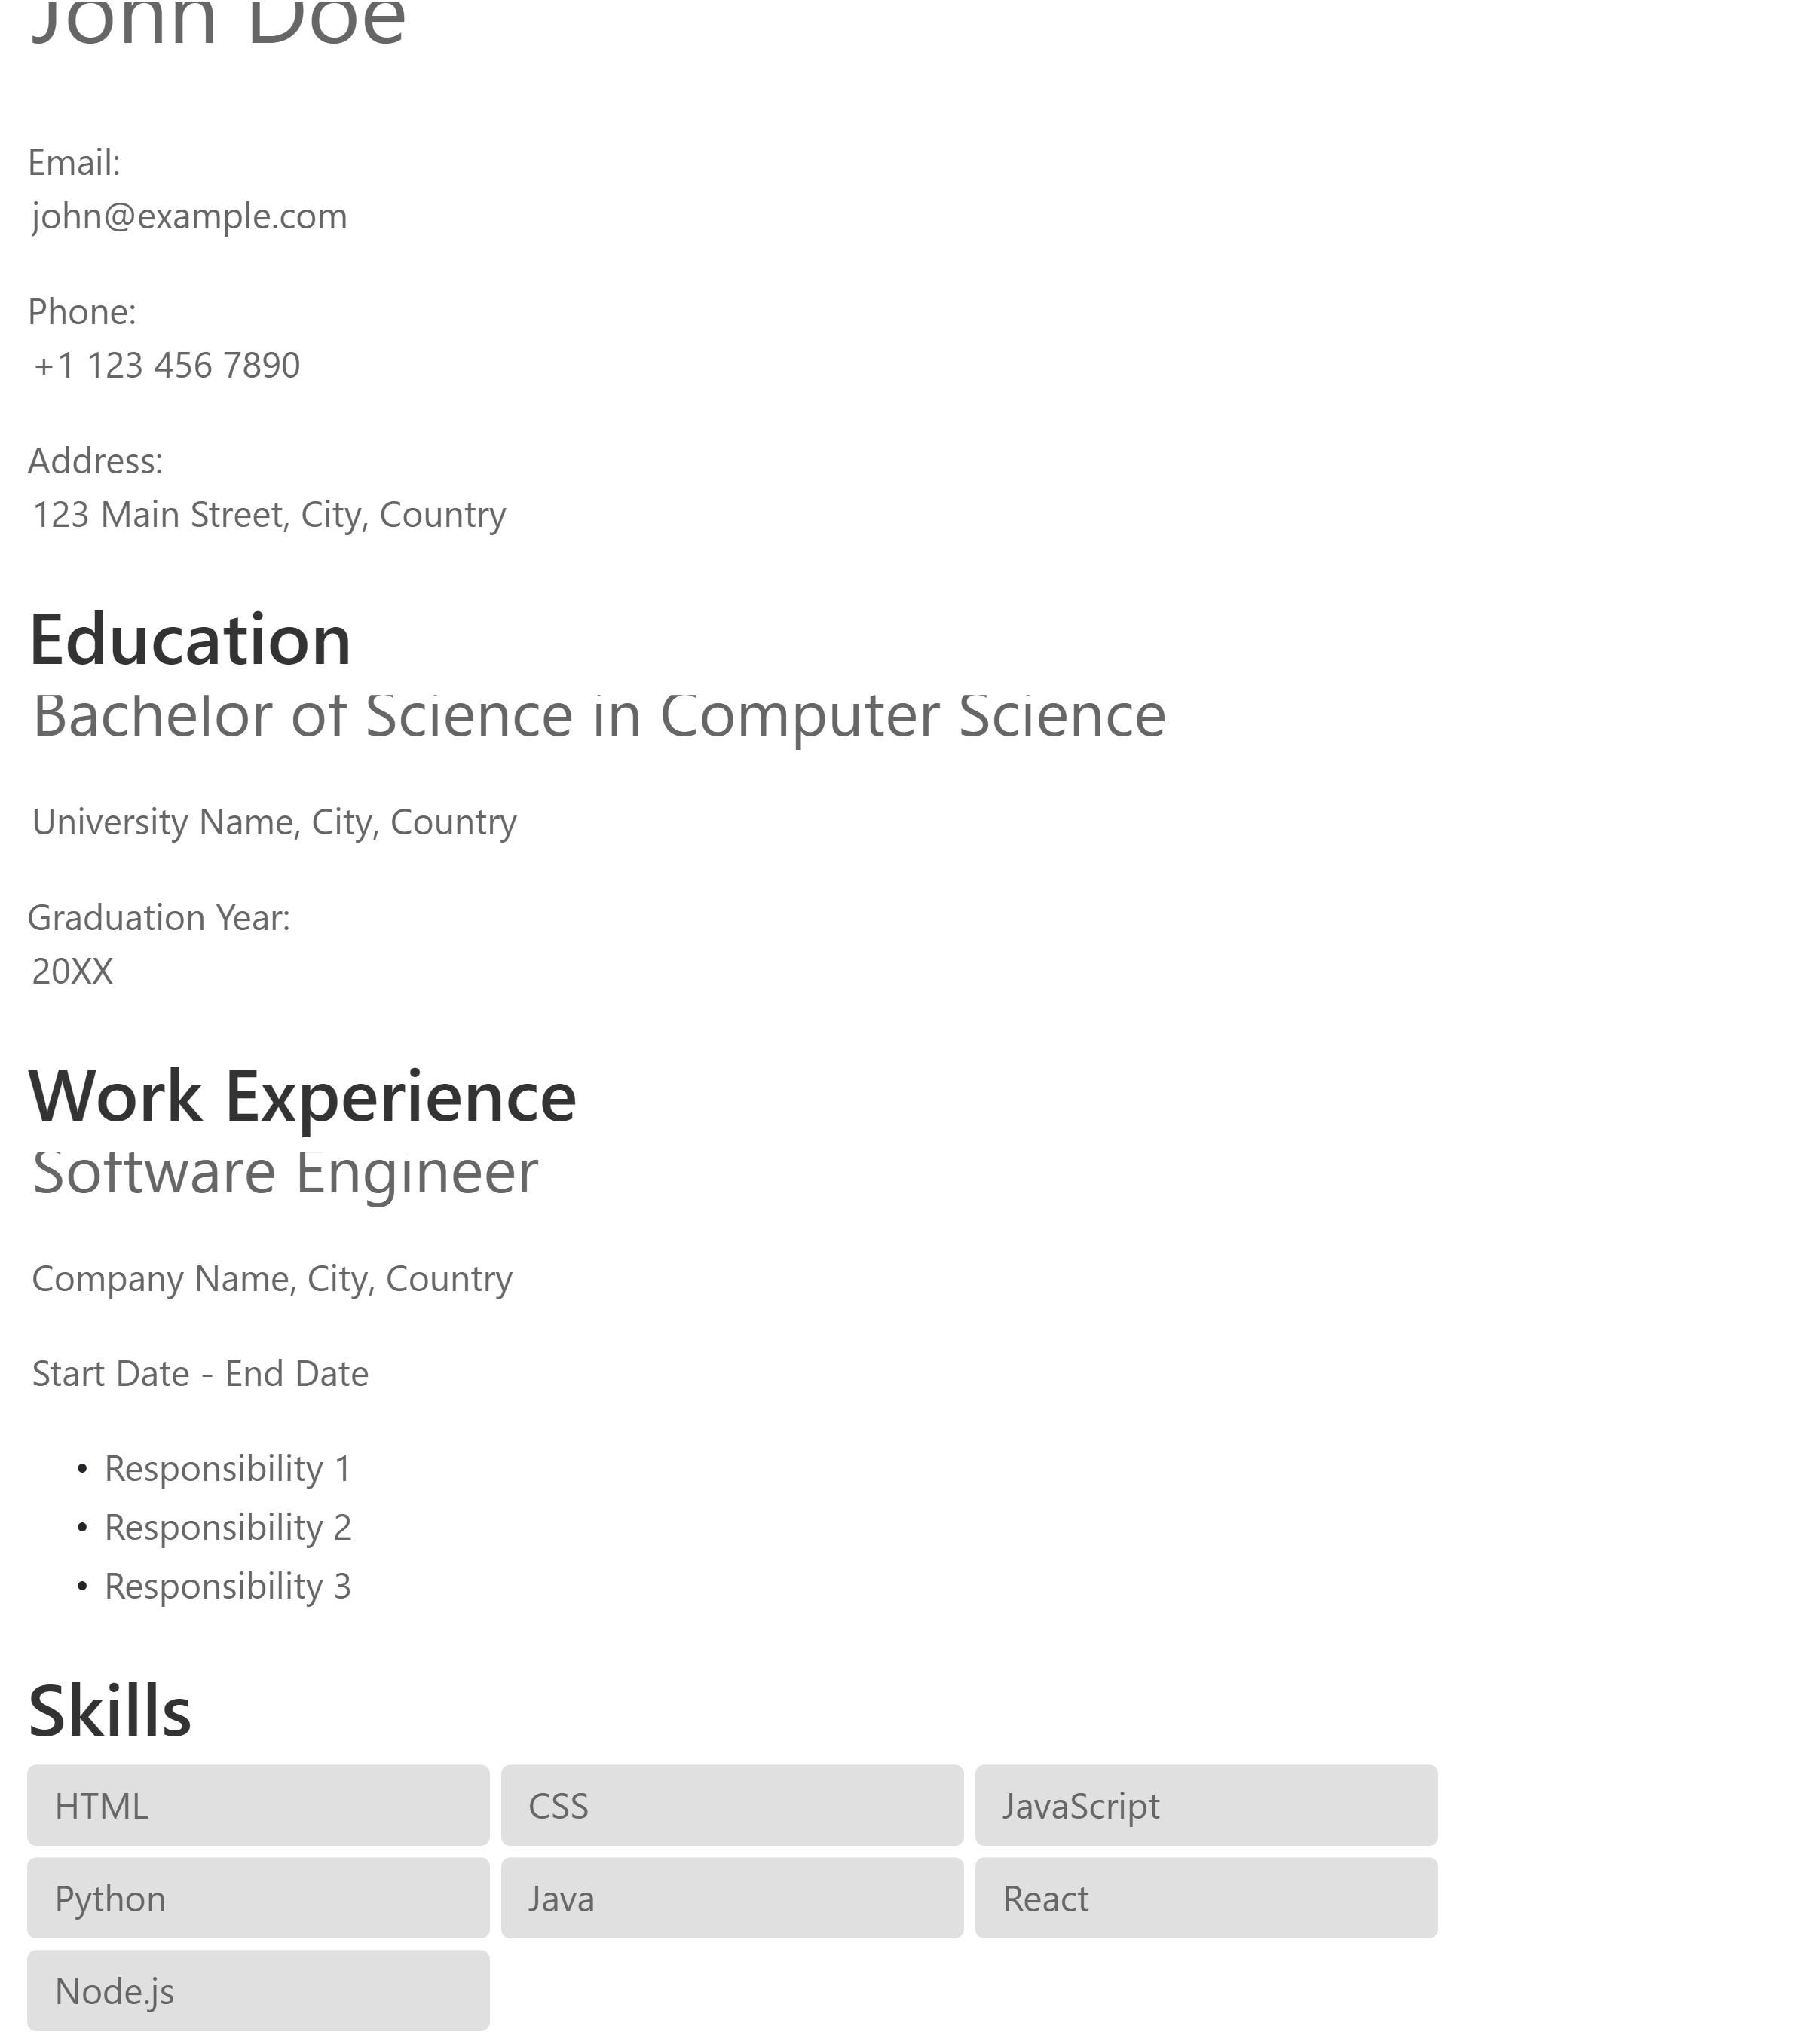 John Doe
Email:
john@example.com
Phone:
+1 123 456 7890
Address:
123 Main Street, City, Country
Education
Bachelor of Science in Computer Science
University Name, City, Country
Graduation Year:
20XX
Work Experience
Software Engineer
Company Name, City, Country
Start Date - End Date
• Responsibility 1
• Responsibility 2
• Responsibility 3
Skills
HTML CSS JavaScript
Python Java React
Node.js